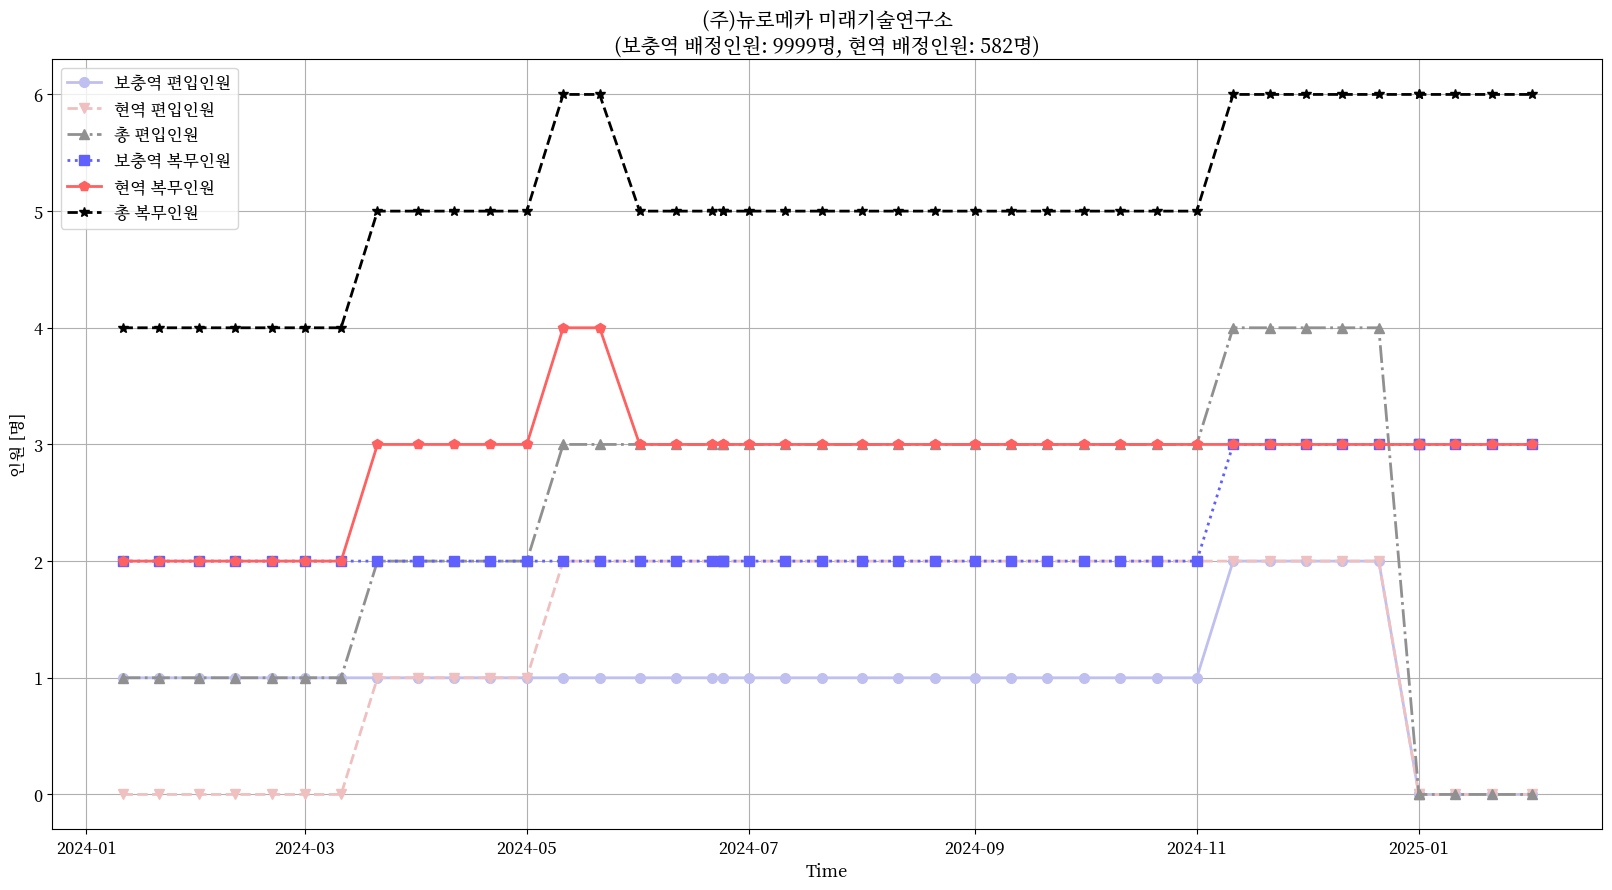 (주)뉴로메카 미래기술연구소
(보충역 배정인원: 9999명, 현역 배정인원: 582명)
보충역 편입인원
현역 편입인원
총 편입인원
보충역 복무인원
현역 복무인원
총 복무인원
인원 [명]
6
5
4
3
2
1
0
2024-01
2024-03
2024-05
2024-07
2024-09
2024-11
2025-01
Time